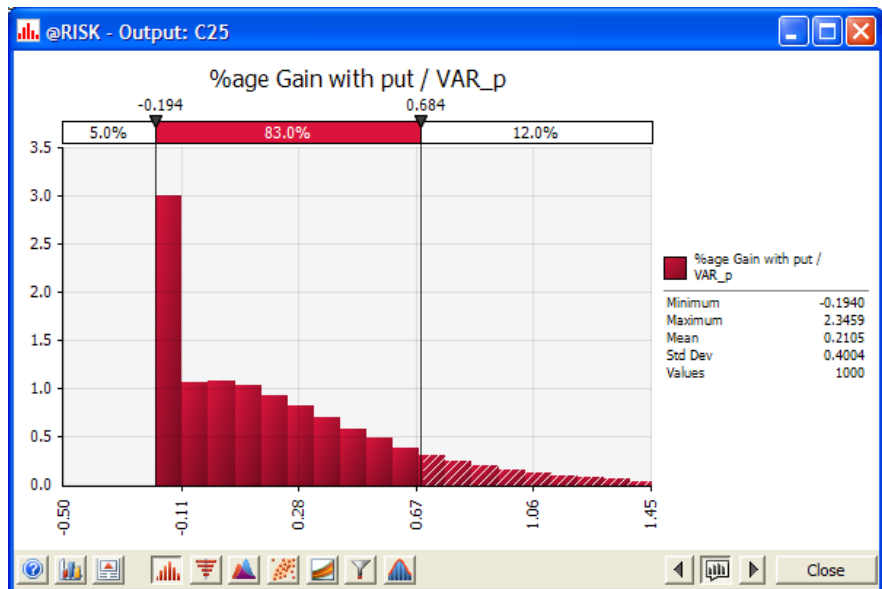 @RISK - Output: C25
%age Gain with put / VAR_p
-0.194 0.684
5.0% 83.0% 12.0%
3.5
3.0
2.5
2.0
1.5
1.0
0.5
0.0
-0.50
-0.11
0.28
0.67
1.06
1.45
%age Gain with put /
VAR_p
Minimum -0.1940
Maximum 2.3459
Mean 0.2105
Std Dev 0.4004
Values 1000
Close